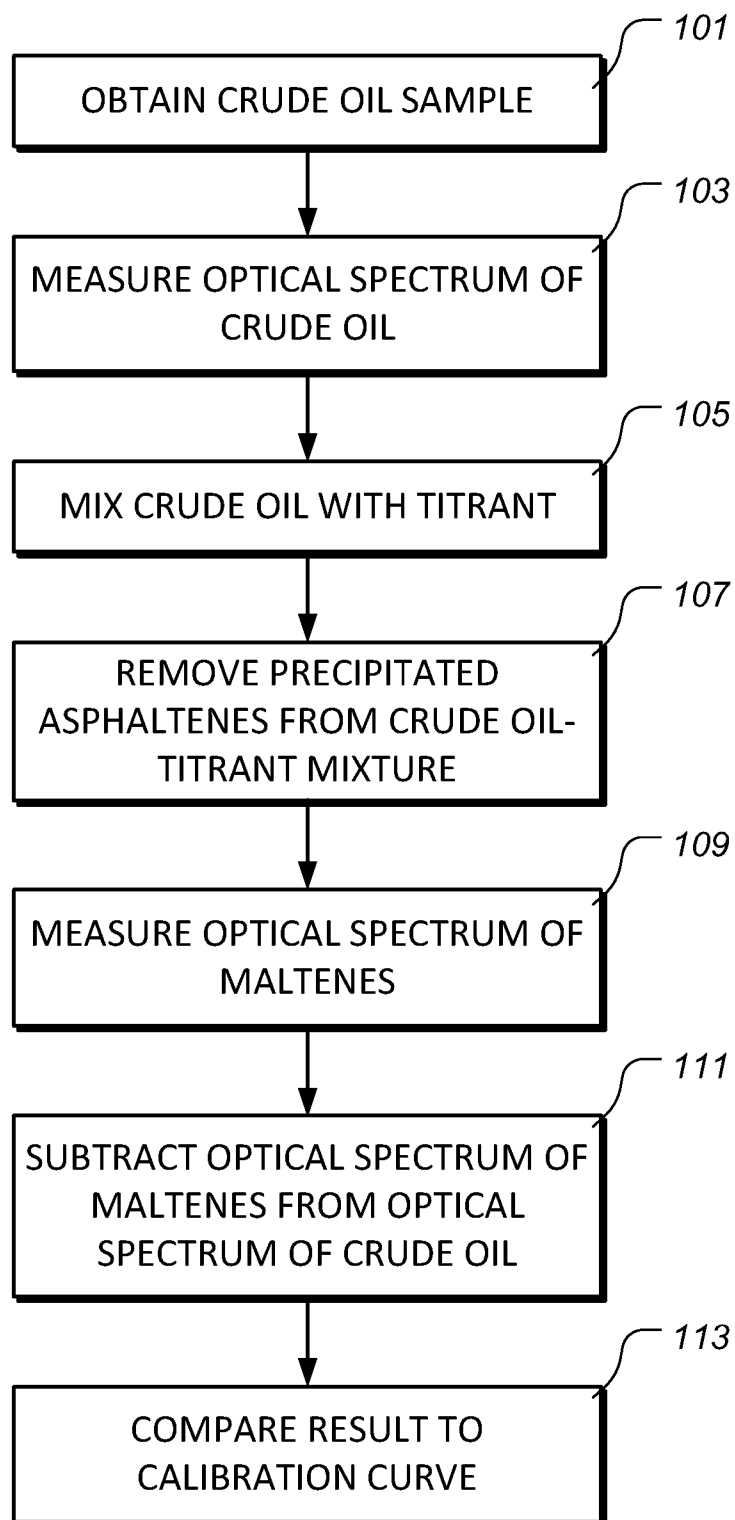 101
OBTAIN CRUDE OIL SAMPLE
103
MEASURE OPTICAL SPECTRUM OF
CRUDE OIL
105
MIX CRUDE OIL WITH TITRANT
107
REMOVE PRECIPITATED
ASPHALTENES FROM CRUDE OIL-
TITRANT MIXTURE
109
MEASURE OPTICAL SPECTRUM OF
MALTENES
111
SUBTRACT OPTICAL SPECTRUM OF
MALTENES FROM OPTICAL
SPECTRUM OF CRUDE OIL
113
COMPARE RESULT TO
CALIBRATION CURVE